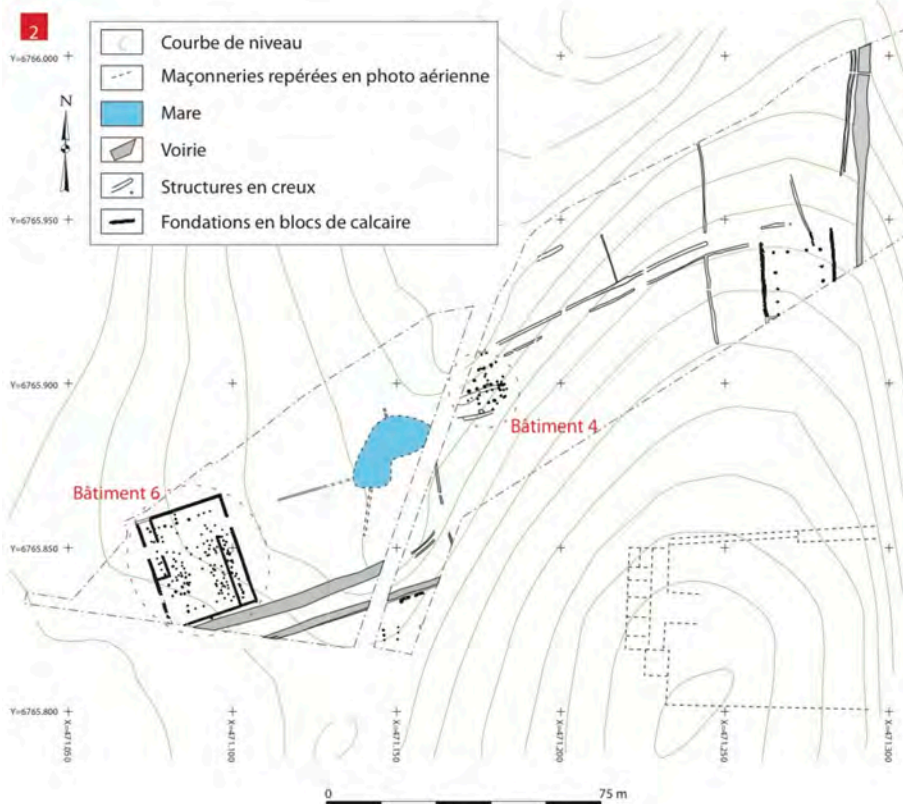 2
Courbe de niveau
Maçonneries repérées en photo aérienne
Mare
Voirie
Structures en creux
Fondations en blocs de calcaire
N
Y=6766.000
Y=6765.950
Y=6765.900
Y=6765.850
Y=6765.800
Bâtiment 4
Bâtiment 6
X=471.050
X=471.100
X=471.150
X=471.200
X=471.250
X=471.300
0 75 m